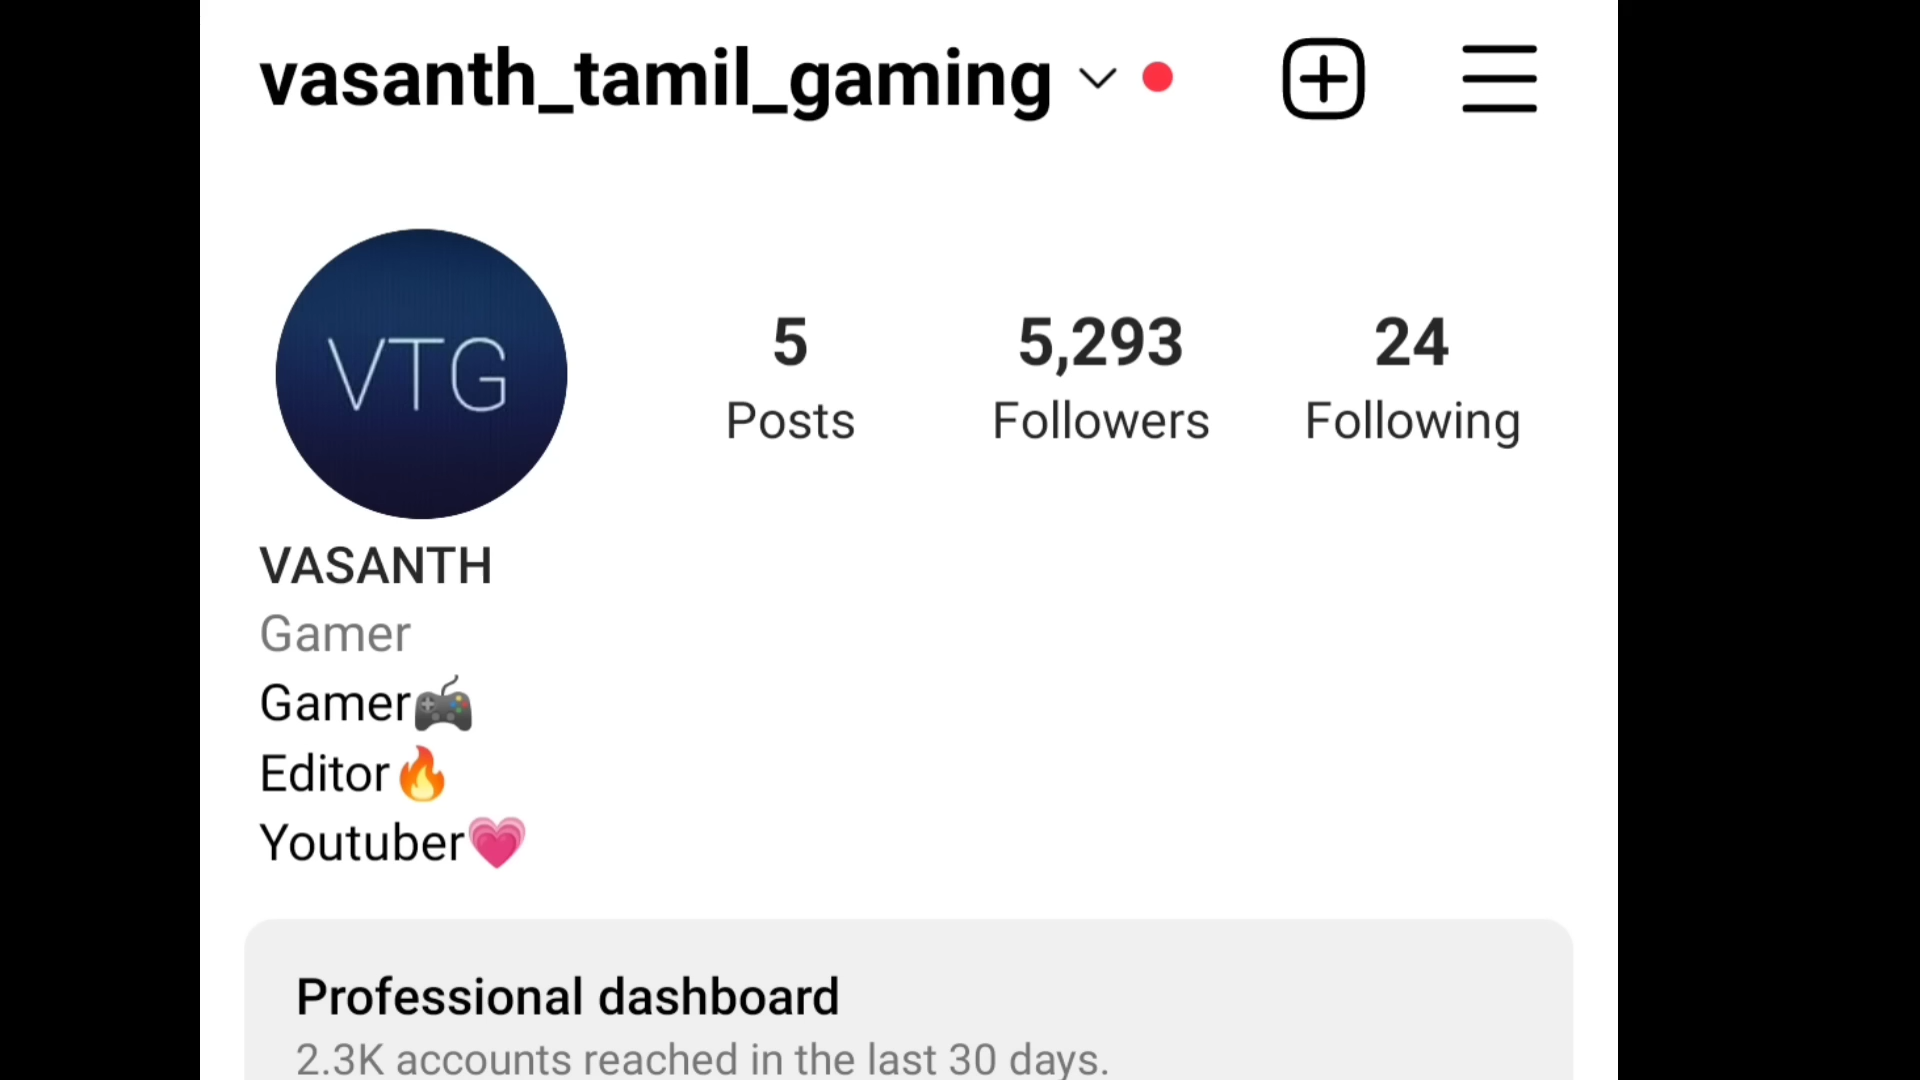 vasanth_tamil_gaming
VTG
5 5,293 24
Posts Followers Following
VASANTH
Gamer
Gamer🎮
Editor🔥
Youtuber💗
Professional dashboard
2.3K accounts reached in the last 30 days.